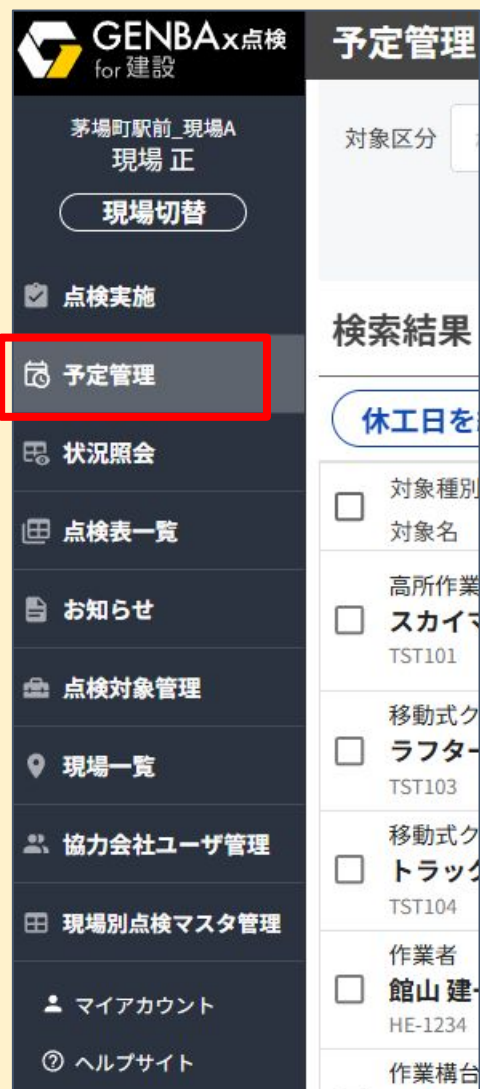 GENBAx点検
for 建設
茅場町駅前_現場A
現場 正
現場切替
点検実施
予定管理
状況照会
点検表一覧
お知らせ
点検対象管理
現場一覧
協力会社ユーザ管理
現場別点検マスタ管理
マイアカウント
ヘルプサイト
予定管理
対象区分
検索結果
休工日を
対象種別
対象名
高所作業
スカイマ
TST101
移動式ク
ラフター
TST103
移動式ク
トラック
TST104
作業者
館山 建一
HE-1234
作業構台